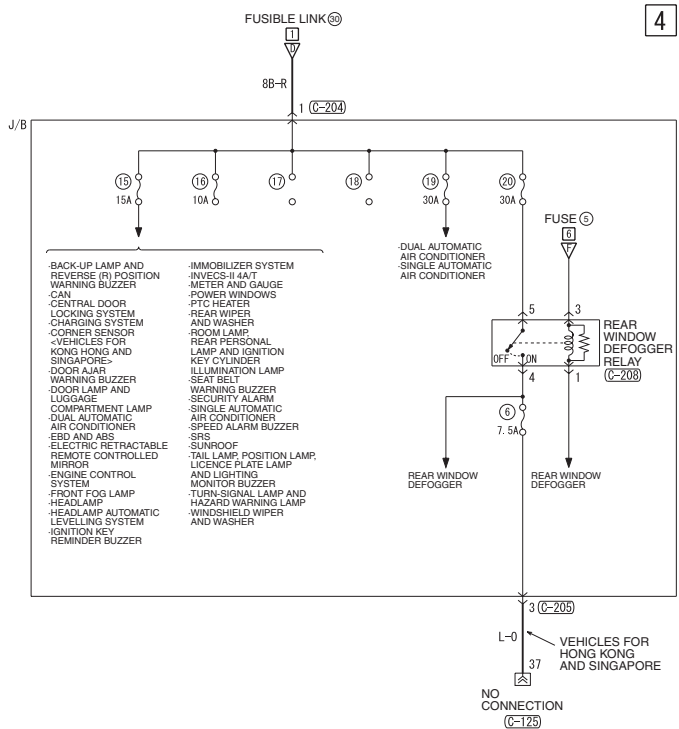 4
FUSIBLE LINK㉚
1
D
8B-R
1 (C-204)
J/B
⑮
15A
⑯
10A
⑰
⑱
⑲
30A
⑳
30A
FUSE⑤
6
F
-BACK-UP LAMP AND
REVERSE (R) POSITION
WARNING BUZZER
-CAN
-CENTRAL DOOR
LOCKING SYSTEM
-CHARGING SYSTEM
-CORNER SENSOR
<VEHICLES FOR
KONG HONG AND
SINGAPORE>
-DOOR AJAR
WARNING BUZZER
-DOOR LAMP AND
LUGGAGE
COMPARTMENT LAMP
-DUAL AUTOMATIC
AIR CONDITIONER
-EBD AND ABS
-ELECTRIC RETRACTABLE
REMOTE CONTROLLED
MIRROR
-ENGINE CONTROL
SYSTEM
-FRONT FOG LAMP
-HEADLAMP
-HEADLAMP AUTOMATIC
LEVELLING SYSTEM
-IGNITION KEY
REMINDER BUZZER
-IMMOBILIZER SYSTEM
-INVECS-II 4A/T
-METER AND GAUGE
-POWER WINDOWS
-PTC HEATER
-REAR WIPER
AND WASHER
-ROOM LAMP,
REAR PERSONAL
LAMP AND IGNITION
KEY CYLINDER
ILLUMINATION LAMP
-SEAT BELT
WARNING BUZZER
-SECURITY ALARM
-SINGLE AUTOMATIC
AIR CONDITIONER
-SPEED ALARM BUZZER
-SRS
-SUNROOF
-TAIL LAMP, POSITION LAMP,
LICENCE PLATE LAMP
AND LIGHTING
MONITOR BUZZER
-TURN-SIGNAL LAMP AND
HAZARD WARNING LAMP
-WINDSHIELD WIPER
AND WASHER
-DUAL AUTOMATIC
AIR CONDITIONER
-SINGLE AUTOMATIC
AIR CONDITIONER
5
3
OFF
ON
REAR
WINDOW
DEFOGGER
RELAY
(C-208)
4
1
⑥
7.5A
REAR WINDOW
DEFOGGER
REAR WINDOW
DEFOGGER
3 (C-205)
L-O
VEHICLES FOR
HONG KONG
AND SINGAPORE
37
NO
CONNECTION
(C-125)